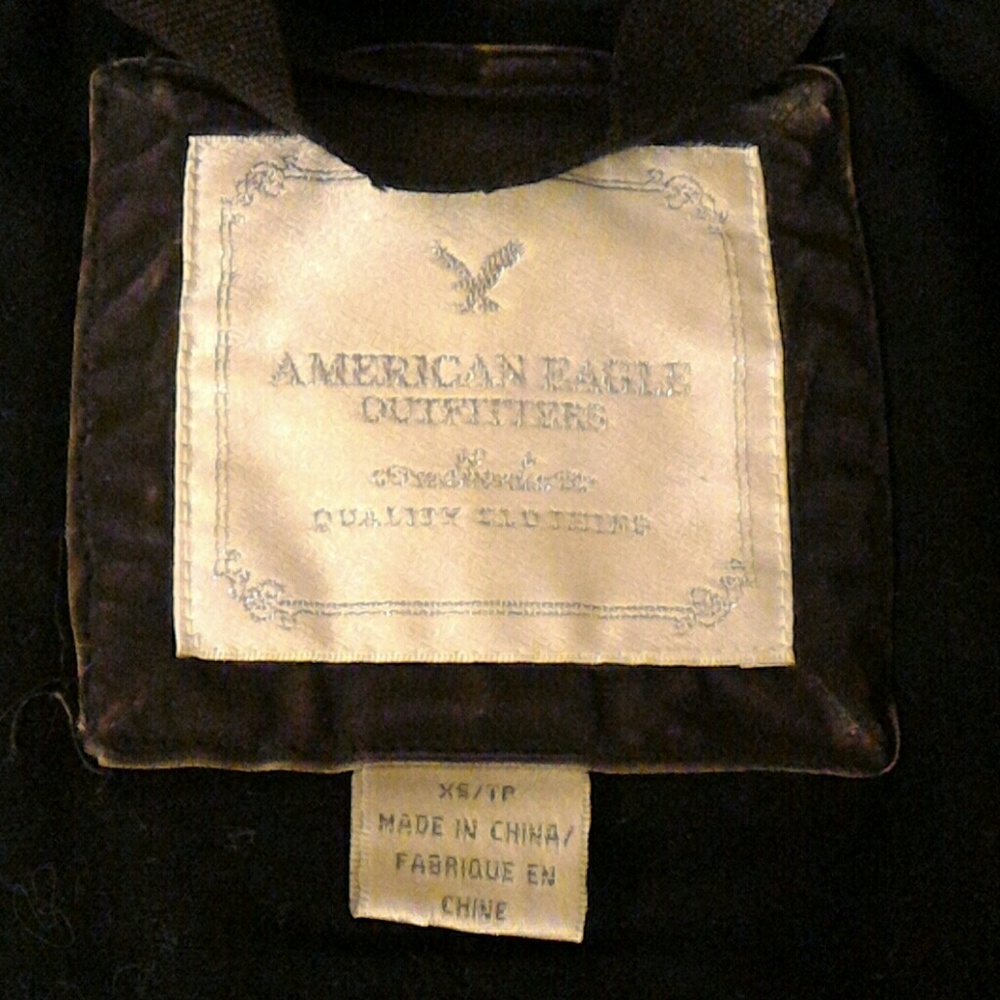 AMERICAN EAGLE
OUTFITTERS
QUALITY CLOTHING
XS/TP
MADE IN CHINA/
FABRIQUE EN
CHINE